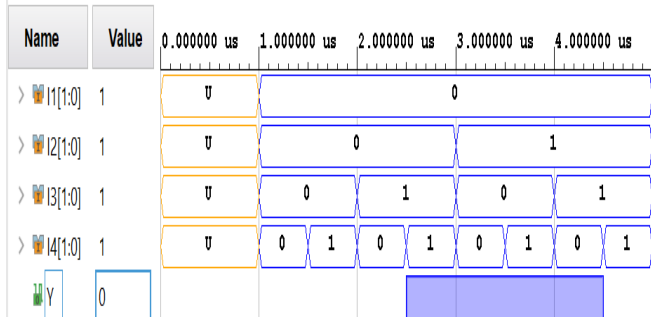 Name Value 0.000000 us 1.000000 us 2.000000 us 3.000000 us 4.000000 us
I1[1:0] 1 U 0
I2[1:0] 1 U 0 1
I3[1:0] 1 U 0 1 0 1
I4[1:0] 1 U 0 1 0 1 0 1 0 1
Y 0